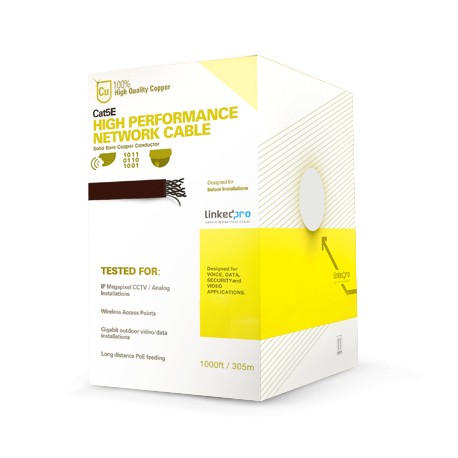 Cu
100%
High Quality Copper
Cat5E
HIGH PERFORMANCE
NETWORK CABLE
Solid Bare Copper Conductor
1011
0110
1001
Designed for
Indoor Installations
linkedpro
TESTED FOR:
IP Megapixel CCTV / Analog
Installations
Wireless Access Points
Gigabit outdoor video/data
installations
Long distance PoE feeding
Designed for
VOICE, DATA,
SECURITY and
VIDEO
APPLICATIONS.
1000ft / 305m
linkedpro